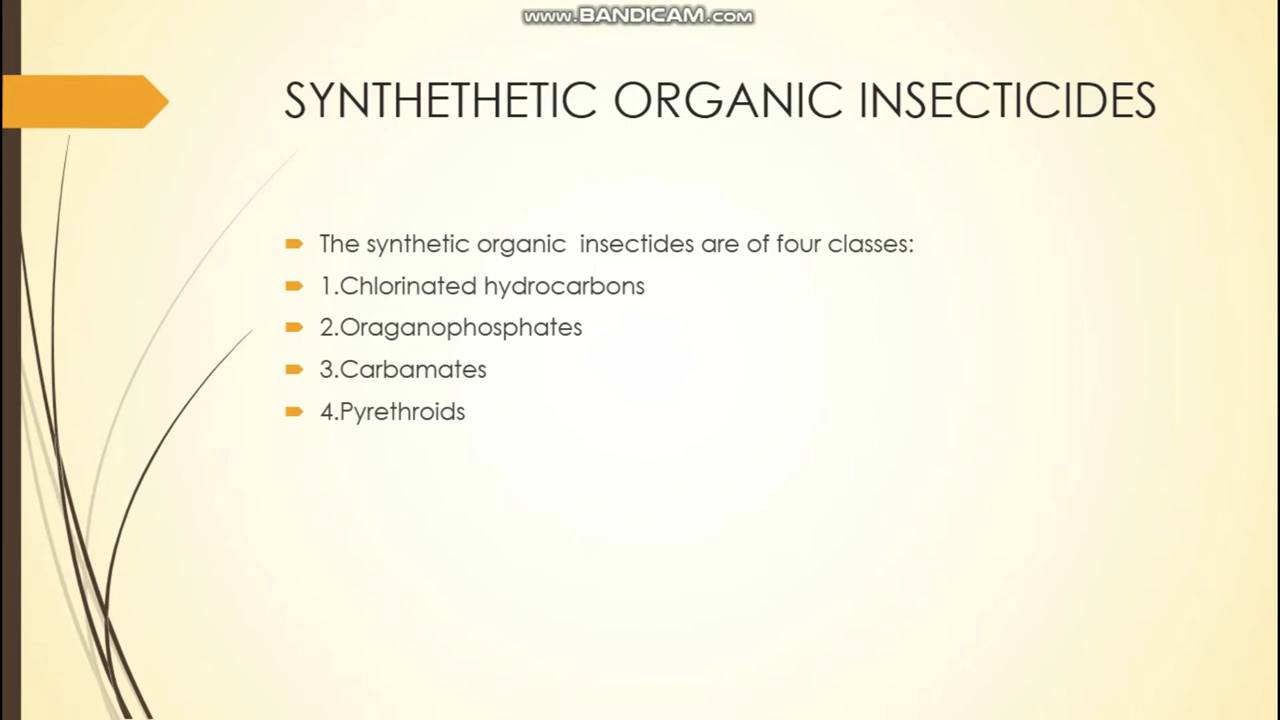 www.BANDICAM.com
SYNTHETHETIC ORGANIC INSECTICIDES
The synthetic organic  insectides are of four classes:
1.Chlorinated hydrocarbons
2.Oraganophosphates
3.Carbamates
4.Pyrethroids